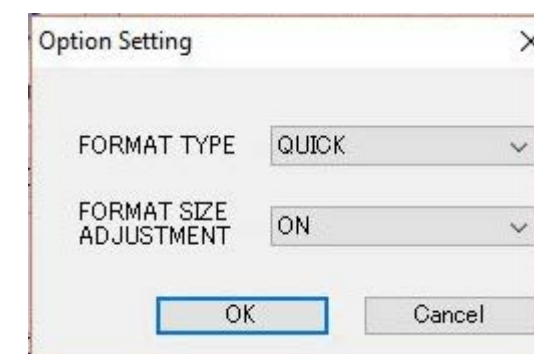 Option Setting
FORMAT TYPE QUICK
FORMAT SIZE
ADJUSTMENT ON
OK Cancel